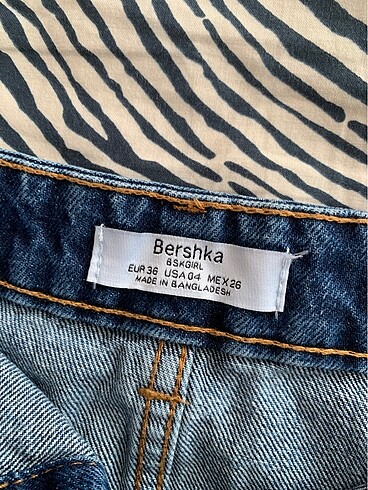 Bershka
BSKGIRL
EUR 36 USA 04 MEX 26
MADE IN BANGLADESH